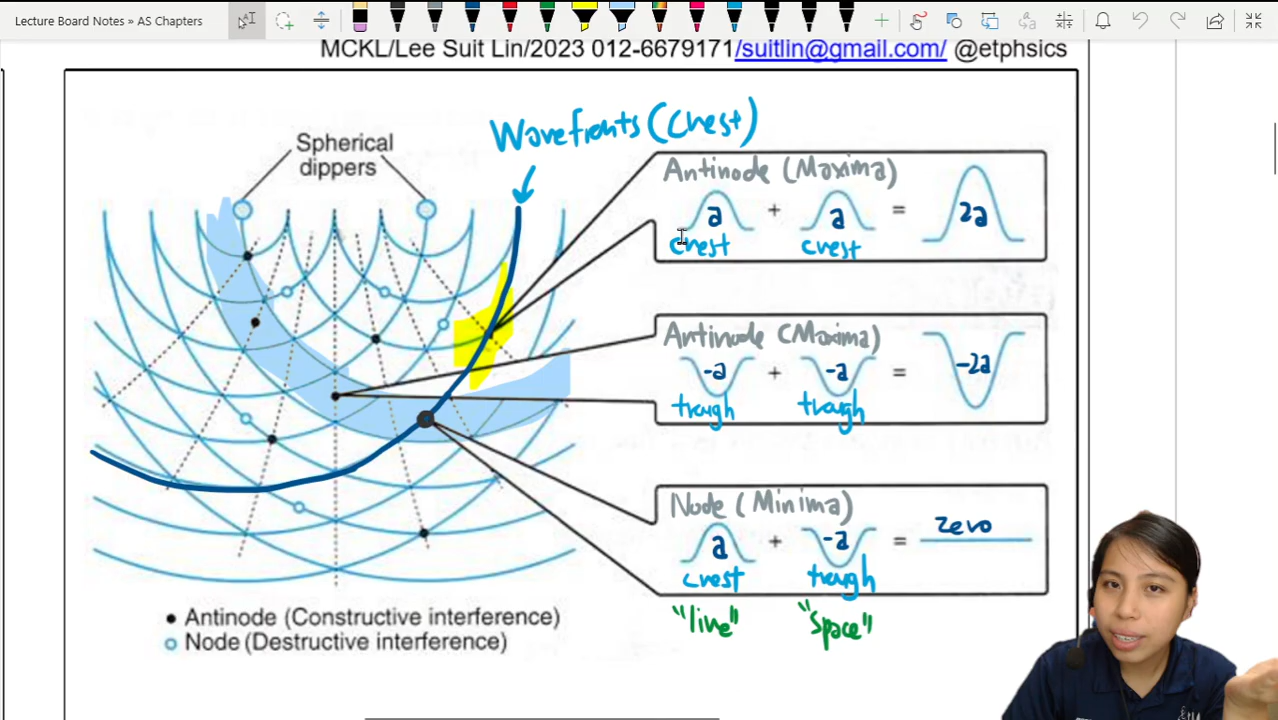 Lecture Board Notes » AS Chapters
MCKL/Lee Suit Lin/2023 012-6679171/suitlin@gmail.com/ @etphsics
Wavefronts (Crest)
Spherical
dippers
Antinode (Maxima)
a + a = 2a
crest crest
Antinode (Maxima)
-a + -a = -2a
trough trough
Node (Minima)
a + -a = zero
crest trough
"line" "space"
Antinode (Constructive interference)
Node (Destructive interference)